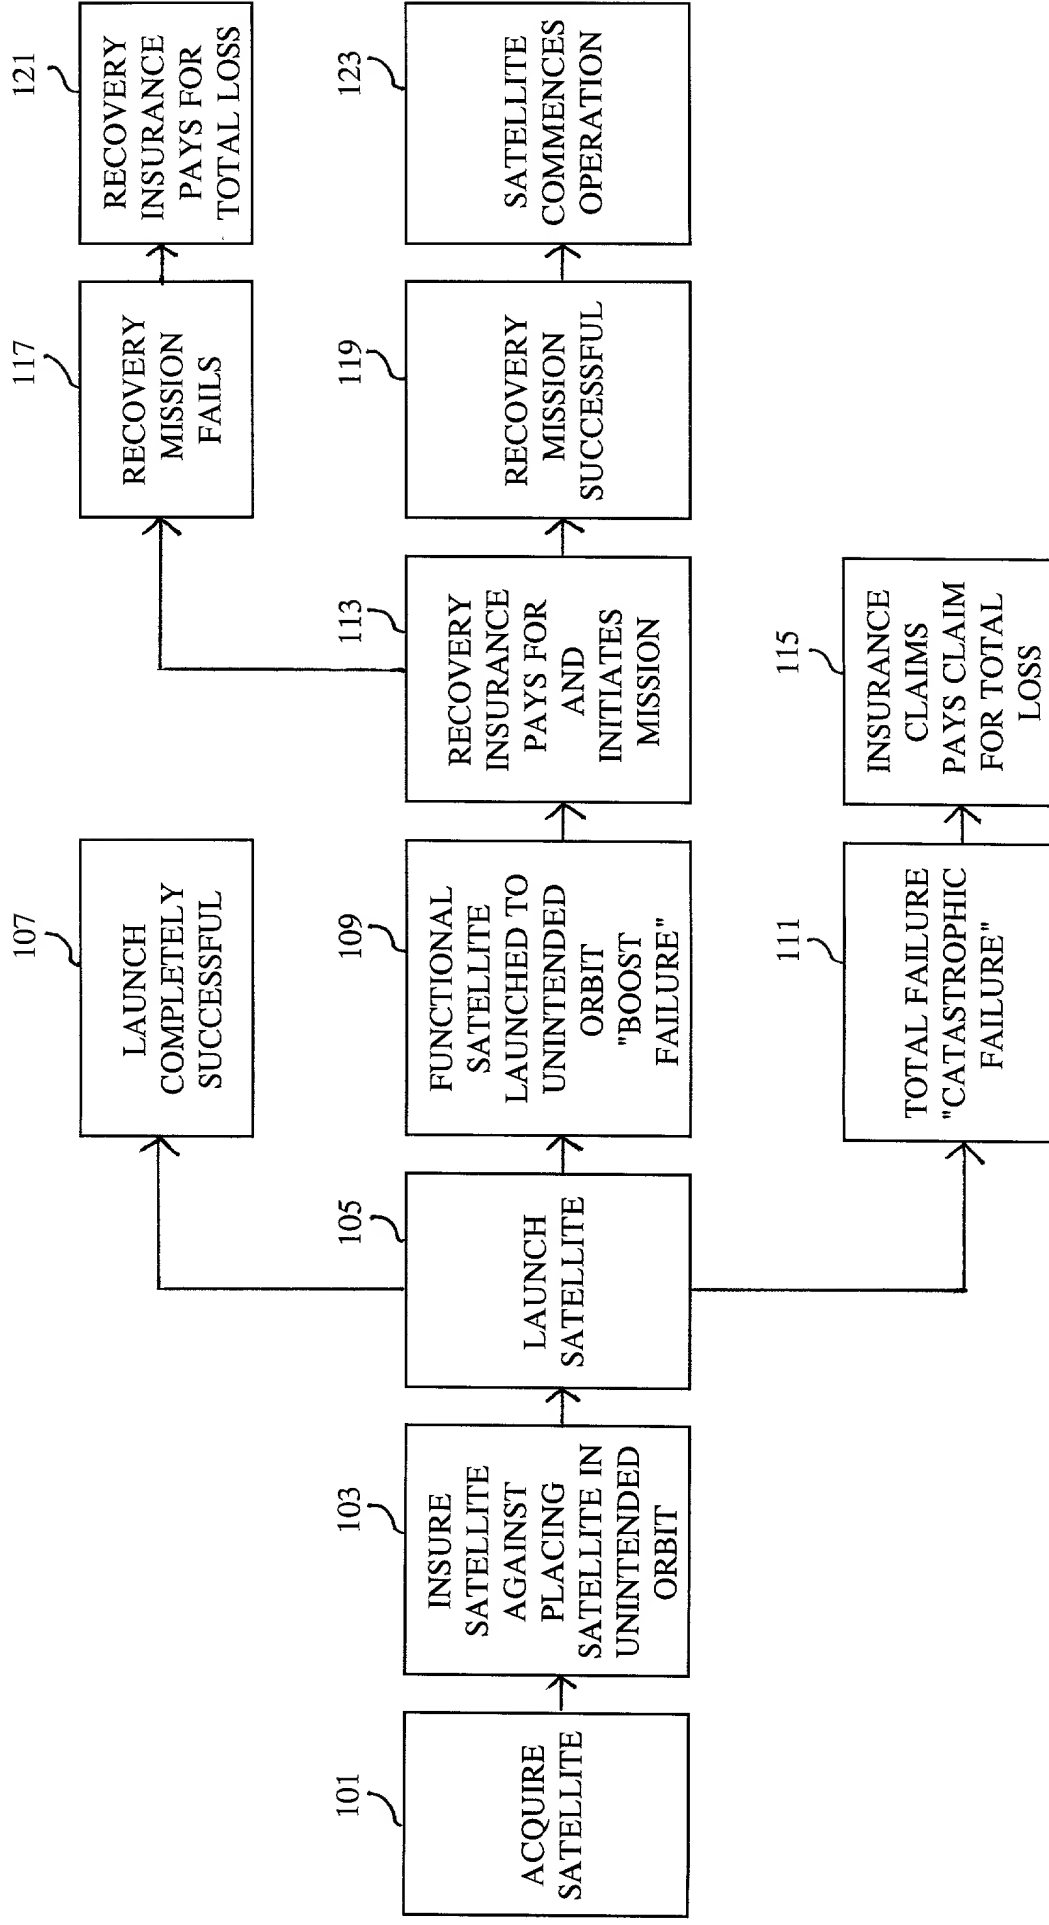 101
ACQUIRE
SATELLITE
103
INSURE
SATELLITE
AGAINST
PLACING
SATELLITE IN
UNINTENDED
ORBIT
105
LAUNCH
SATELLITE
107
LAUNCH
COMPLETELY
SUCCESSFUL
109
FUNCTIONAL
SATELLITE
LAUNCHED TO
UNINTENDED
ORBIT
"BOOST
FAILURE"
111
TOTAL FAILURE
"CATASTROPHIC
FAILURE"
113
RECOVERY
INSURANCE
PAYS FOR
AND
INITIATES
MISSION
115
INSURANCE
CLAIMS
PAYS CLAIM
FOR TOTAL
LOSS
117
RECOVERY
MISSION
FAILS
119
RECOVERY
MISSION
SUCCESSFUL
121
RECOVERY
INSURANCE
PAYS FOR
TOTAL LOSS
123
SATELLITE
COMMENCES
OPERATION